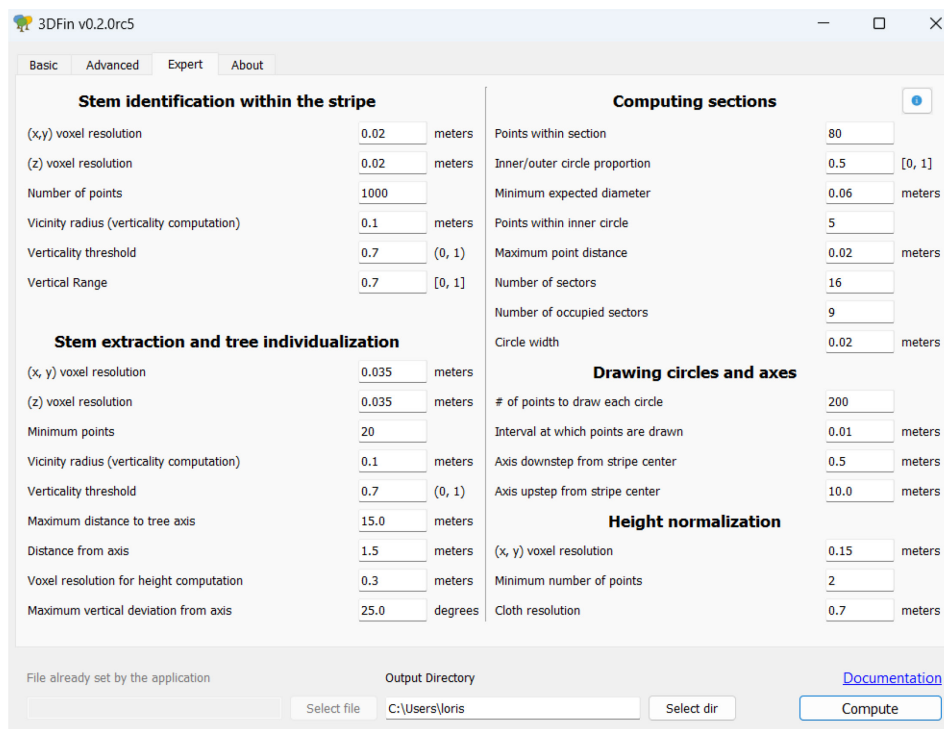 3DFin v0.2.0rc5
Basic Advanced Expert About
Stem identification within the stripe
(x,y) voxel resolution 0.02 meters
(z) voxel resolution 0.02 meters
Number of points 1000
Vicinity radius (verticality computation) 0.1 meters
Verticality threshold 0.7 (0, 1)
Vertical Range 0.7 [0, 1]
Stem extraction and tree individualization
(x, y) voxel resolution 0.035 meters
(z) voxel resolution 0.035 meters
Minimum points 20
Vicinity radius (verticality computation) 0.1 meters
Verticality threshold 0.7 (0, 1)
Maximum distance to tree axis 15.0 meters
Distance from axis 1.5 meters
Voxel resolution for height computation 0.3 meters
Maximum vertical deviation from axis 25.0 degrees
Computing sections
Points within section 80
Inner/outer circle proportion 0.5 [0, 1]
Minimum expected diameter 0.06 meters
Points within inner circle 5
Maximum point distance 0.02 meters
Number of sectors 16
Number of occupied sectors 9
Circle width 0.02 meters
Drawing circles and axes
# of points to draw each circle 200
Interval at which points are drawn 0.01 meters
Axis downstep from stripe center 0.5 meters
Axis upstep from stripe center 10.0 meters
Height normalization
(x, y) voxel resolution 0.15 meters
Minimum number of points 2
Cloth resolution 0.7 meters
File already set by the application Output Directory Documentation
Select file C:\Users\loris Select dir Compute